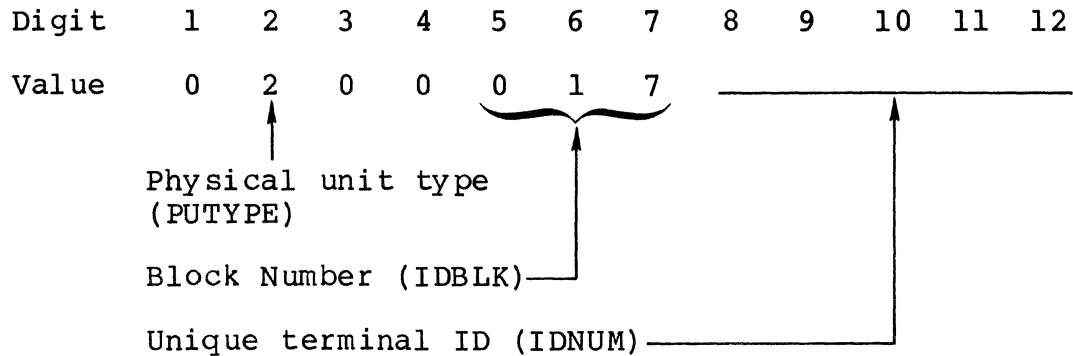 Digit 1 2 3 4 5 6 7 8 9 10 11 12
Value 0 2 0 0 0 1 7
Physical unit type
(PUTYPE)
Block Number (IDBLK)
Unique terminal ID (IDNUM)